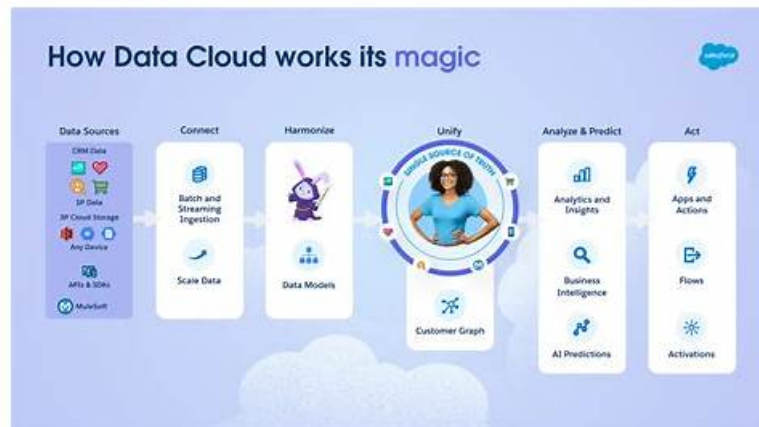 How Data Cloud works its magic
salesforce
Data Sources
CRM Data
1P Data
3P Cloud Storage
Any Device
APIs & SDKs
MuleSoft
Connect
Batch and
Streaming
Ingestion
Scale Data
Harmonize
Data Models
Unify
SINGLE SOURCE OF TRUTH
Customer Graph
Analyze & Predict
Analytics and
Insights
Business
Intelligence
AI Predictions
Act
Apps and
Actions
Flows
Activations